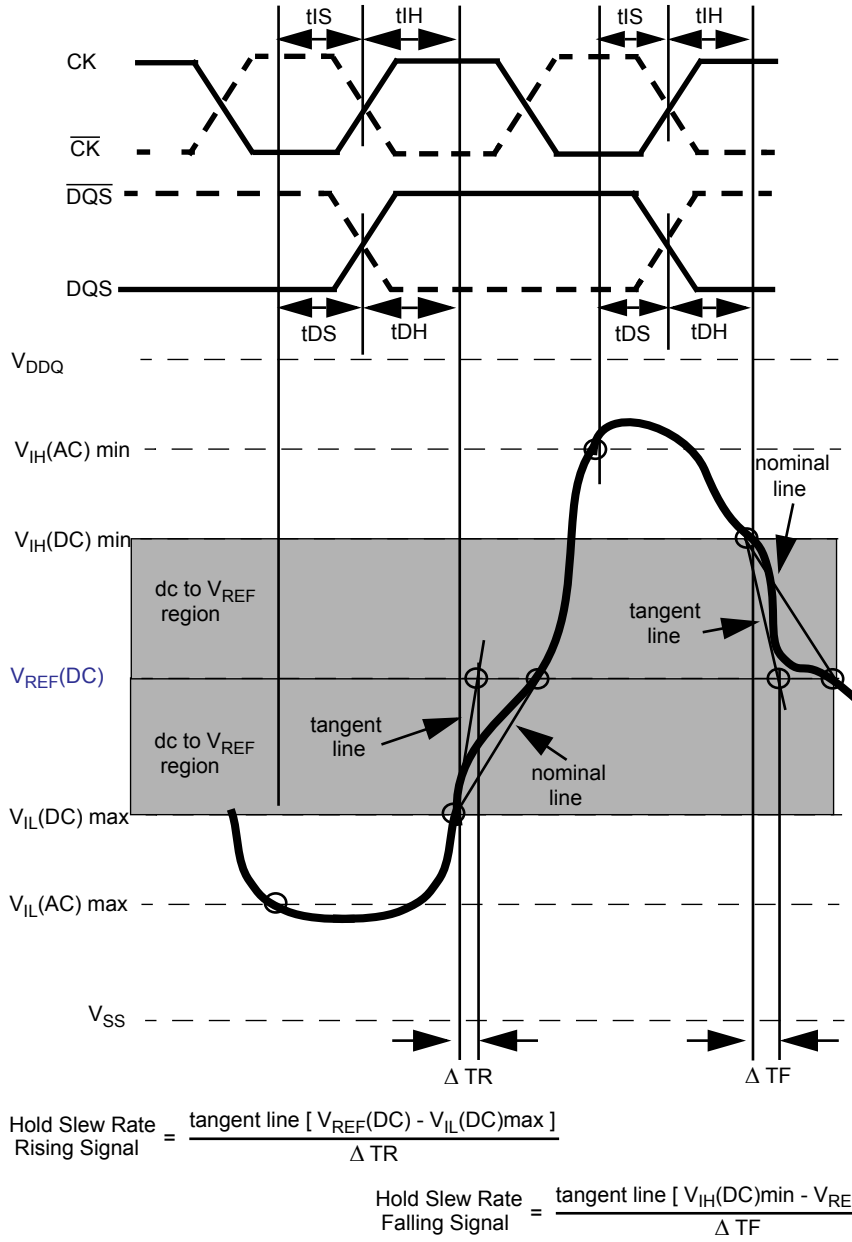 tIS tIH tIS tIH
CK
CK
DQS
DQS
tDS tDH tDS tDH
VDDQ
VIH(AC) min
nominal
line
VIH(DC) min
dc to VREF
region
tangent
line
VREF(DC)
tangent
line
dc to VREF
region
nominal
line
VIL(DC) max
VIL(AC) max
VSS
Δ TR Δ TF
Hold Slew Rate
Rising Signal = tangent line [ VREF(DC) - VIL(DC)max ]
Δ TR
Hold Slew Rate
Falling Signal = tangent line [ VIH(DC)min - VRE
Δ TF